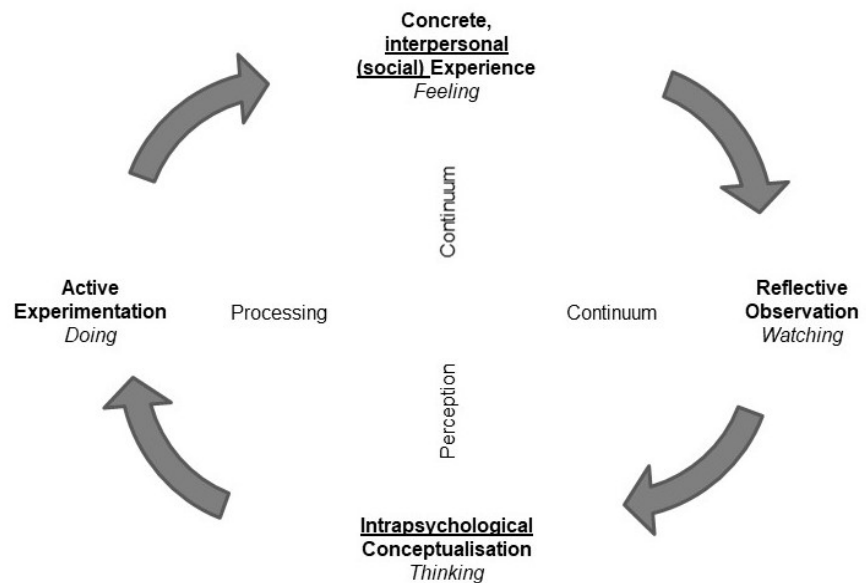 Concrete,
interpersonal
(social) Experience
Feeling
Continuum
Active
Experimentation
Doing
Processing
Continuum
Reflective
Observation
Watching
Perception
Intrapsychological
Conceptualisation
Thinking